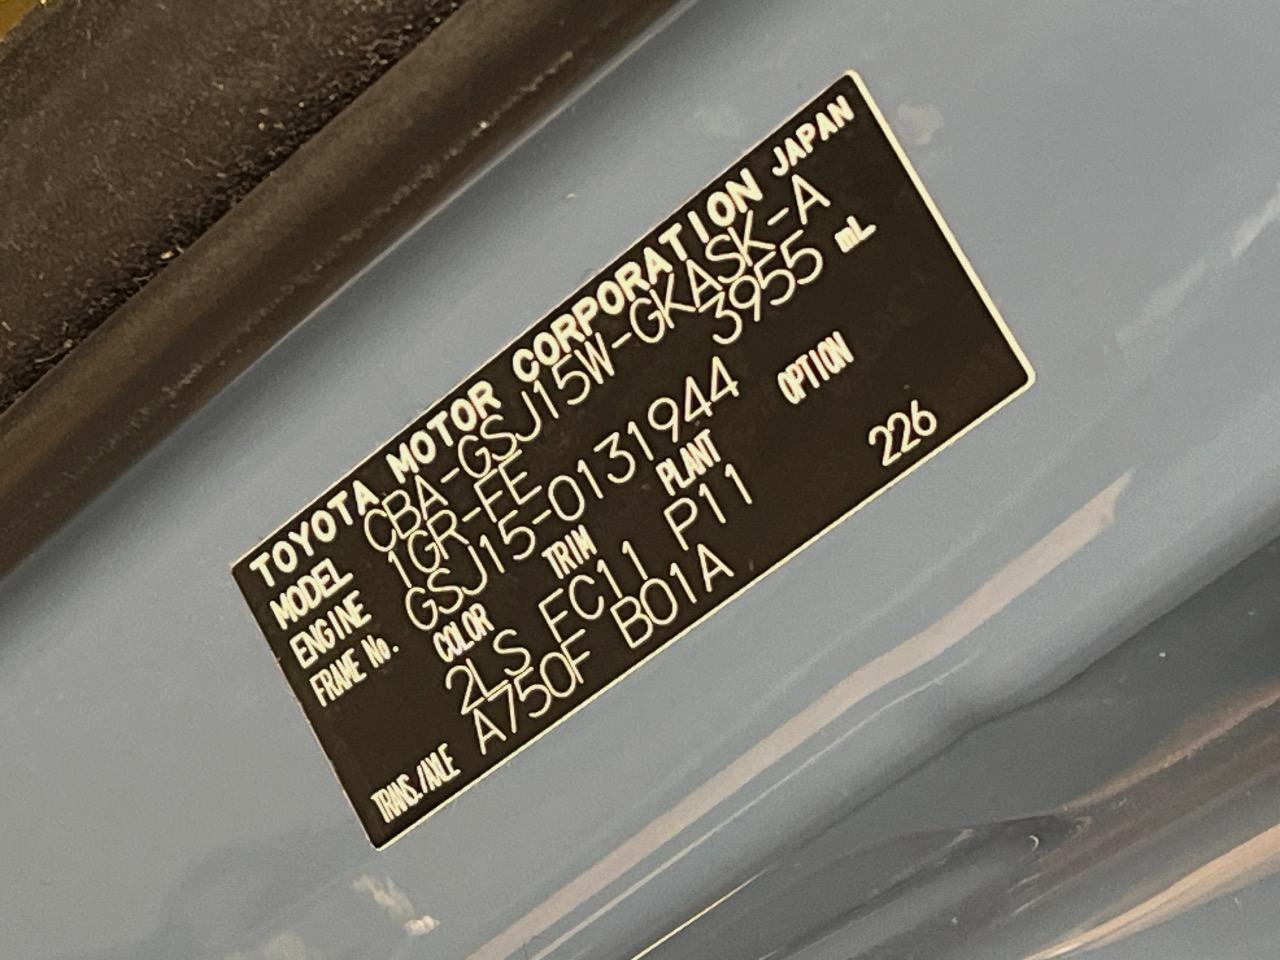 TOYOTA MOTOR CORPORATION JAPAN
MODEL CBA-GSJ15W-GKASK-A
ENGINE 1GR-FE 3955 mL
FRAME No. GSJ15-0131944
COLOR TRIM PLANT OPTION
2LS FC11 P11 226
TRANS./AXLE A750F B01A